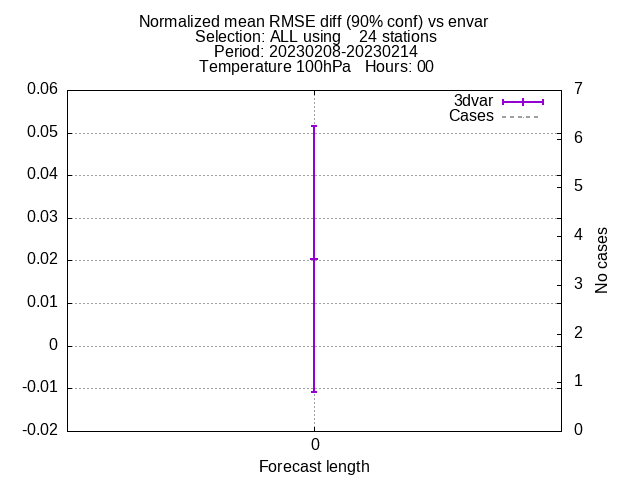 Normalized mean RMSE diff (90% conf) vs envar
Selection: ALL using    24 stations
Period: 20230208-20230214
Temperature 100hPa   Hours: 00
3dvar
Cases
0.06
0.05
0.04
0.03
0.02
0.01
0
-0.01
-0.02
7
6
5
4
3
2
1
0
No cases
0
Forecast length